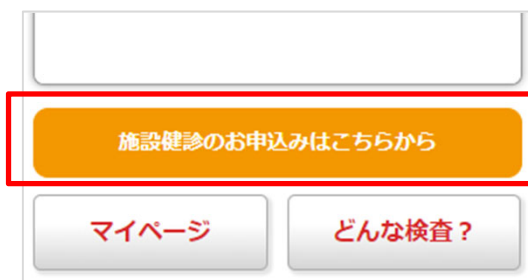 施設健診のお申込みはこちらから
マイページ
どんな検査？